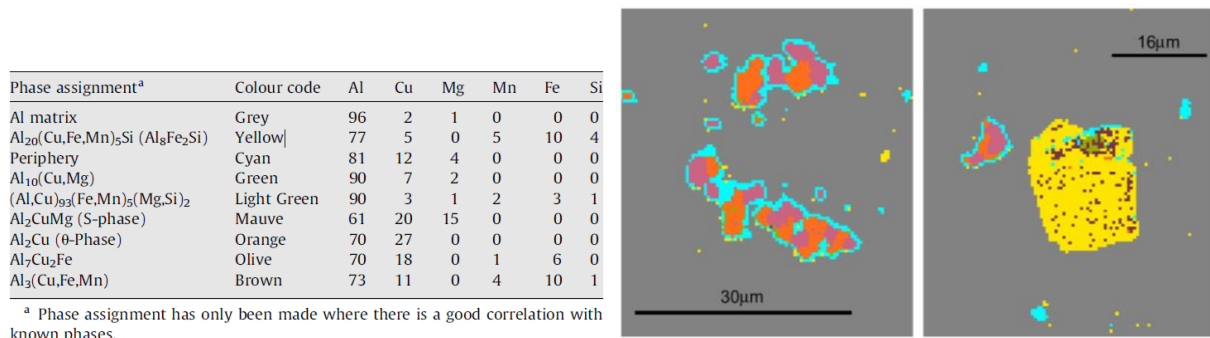 Phase assignmentᵃ Colour code Al Cu Mg Mn Fe Si
Al matrix Grey 96 2 1 0 0 0
Al₂₀(Cu,Fe,Mn)₅Si (Al₈Fe₂Si) Yellow 77 5 0 5 10 4
Periphery Cyan 81 12 4 0 0 0
Al₁₀(Cu,Mg) Green 90 7 2 0 0 0
(Al,Cu)₉₃(Fe,Mn)₅(Mg,Si)₂ Light Green 90 3 1 2 3 1
Al₂CuMg (S-phase) Mauve 61 20 15 0 0 0
Al₂Cu (θ-Phase) Orange 70 27 0 0 0 0
Al₇Cu₂Fe Olive 70 18 0 1 6 0
Al₃(Cu,Fe,Mn) Brown 73 11 0 4 10 1
ᵃ Phase assignment has only been made where there is a good correlation with
known phases.
30μm
16μm